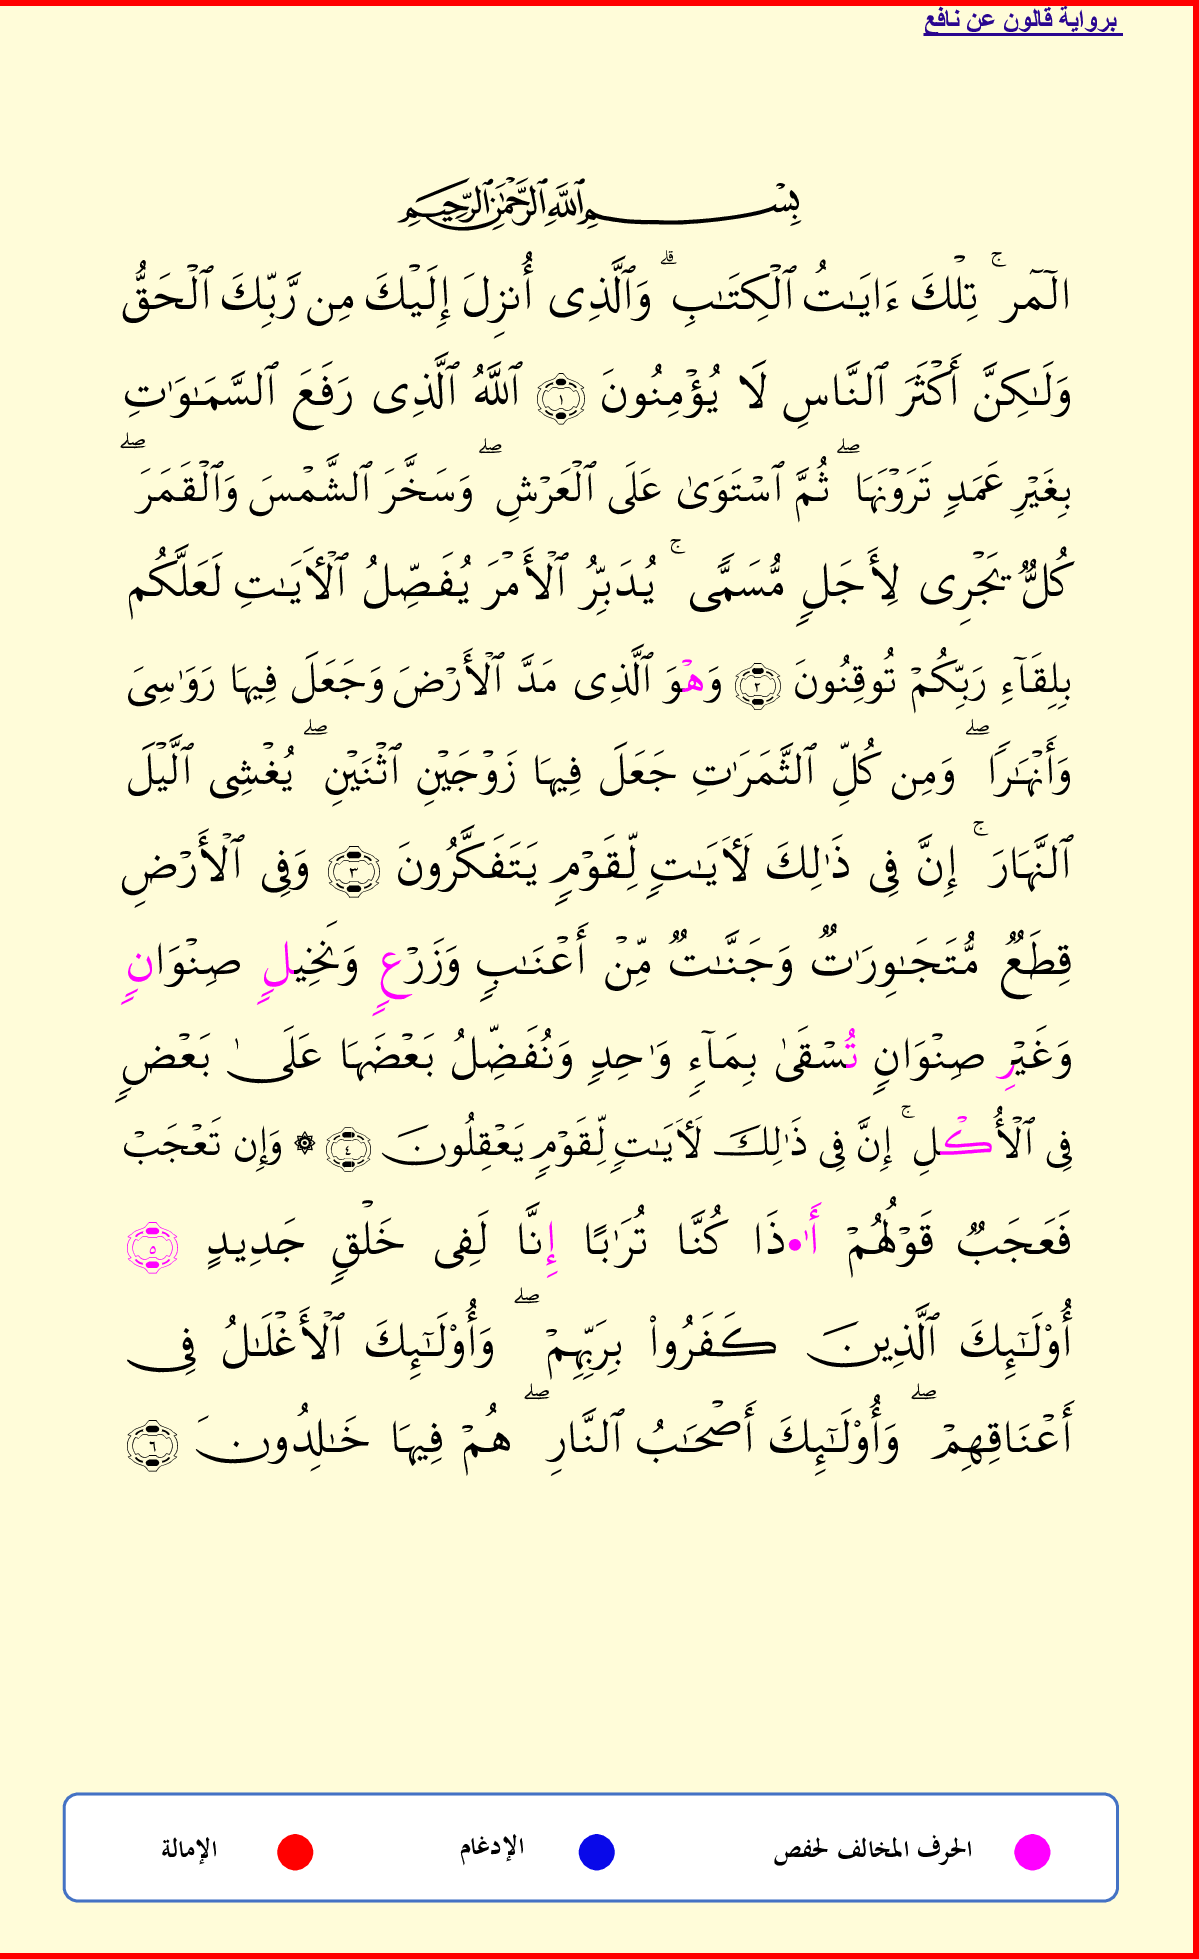 برواية قالون عن نافع
بِسْمِ ٱللَّهِ ٱلرَّحْمَٰنِ ٱلرَّحِيمِ
الٓمٓر ۚ تِلْكَ ءَايَٰتُ ٱلْكِتَٰبِ ۗ وَٱلَّذِى أُنزِلَ إِلَيْكَ مِن رَّبِّكَ ٱلْحَقُّ
وَلَٰكِنَّ أَكْثَرَ ٱلنَّاسِ لَا يُؤْمِنُونَ ١ ٱللَّهُ ٱلَّذِى رَفَعَ ٱلسَّمَٰوَٰتِ
بِغَيْرِ عَمَدٍ تَرَوْنَهَا ۖ ثُمَّ ٱسْتَوَىٰ عَلَى ٱلْعَرْشِ ۖ وَسَخَّرَ ٱلشَّمْسَ وَٱلْقَمَرَ ۖ
كُلٌّ يَجْرِى لِأَجَلٍ مُّسَمًّى ۚ يُدَبِّرُ ٱلْأَمْرَ يُفَصِّلُ ٱلْأٓيَٰتِ لَعَلَّكُم
بِلِقَآءِ رَبِّكُمْ تُوقِنُونَ ٢ وَهْوَ ٱلَّذِى مَدَّ ٱلْأَرْضَ وَجَعَلَ فِيهَا رَوَٰسِىَ
وَأَنْهَٰرًا ۖ وَمِن كُلِّ ٱلثَّمَرَٰتِ جَعَلَ فِيهَا زَوْجَيْنِ ٱثْنَيْنِ ۖ يُغْشِى ٱلَّيْلَ
ٱلنَّهَارَ ۚ إِنَّ فِى ذَٰلِكَ لَأٓيَٰتٍ لِّقَوْمٍ يَتَفَكَّرُونَ ٣ وَفِى ٱلْأَرْضِ
قِطَعٌ مُّتَجَٰوِرَٰتٌ وَجَنَّٰتٌ مِّنْ أَعْنَٰبٍ وَزَرْعٍ وَنَخِيلٍ صِنْوَانٍ
وَغَيْرِ صِنْوَانٍ تُسْقَىٰ بِمَآءٍ وَٰحِدٍ وَنُفَضِّلُ بَعْضَهَا عَلَىٰ بَعْضٍ
فِى ٱلْأُكْلِ ۚ إِنَّ فِى ذَٰلِكَ لَأٓيَٰتٍ لِّقَوْمٍ يَعْقِلُونَ ٤ ۞ وَإِن تَعْجَبْ
فَعَجَبٌ قَوْلُهُمْ أَٰ۬ذَا كُنَّا تُرَٰبًا إِنَّا لَفِى خَلْقٍ جَدِيدٍ ٥
أُوْلَٰٓئِكَ ٱلَّذِينَ كَفَرُواْ بِرَبِّهِمْ ۖ وَأُوْلَٰٓئِكَ ٱلْأَغْلَٰلُ فِى
أَعْنَاقِهِمْ ۖ وَأُوْلَٰٓئِكَ أَصْحَٰبُ ٱلنَّارِ ۖ هُمْ فِيهَا خَٰلِدُونَ ٦
الحرف المخالف لحفص الإدغام الإمالة